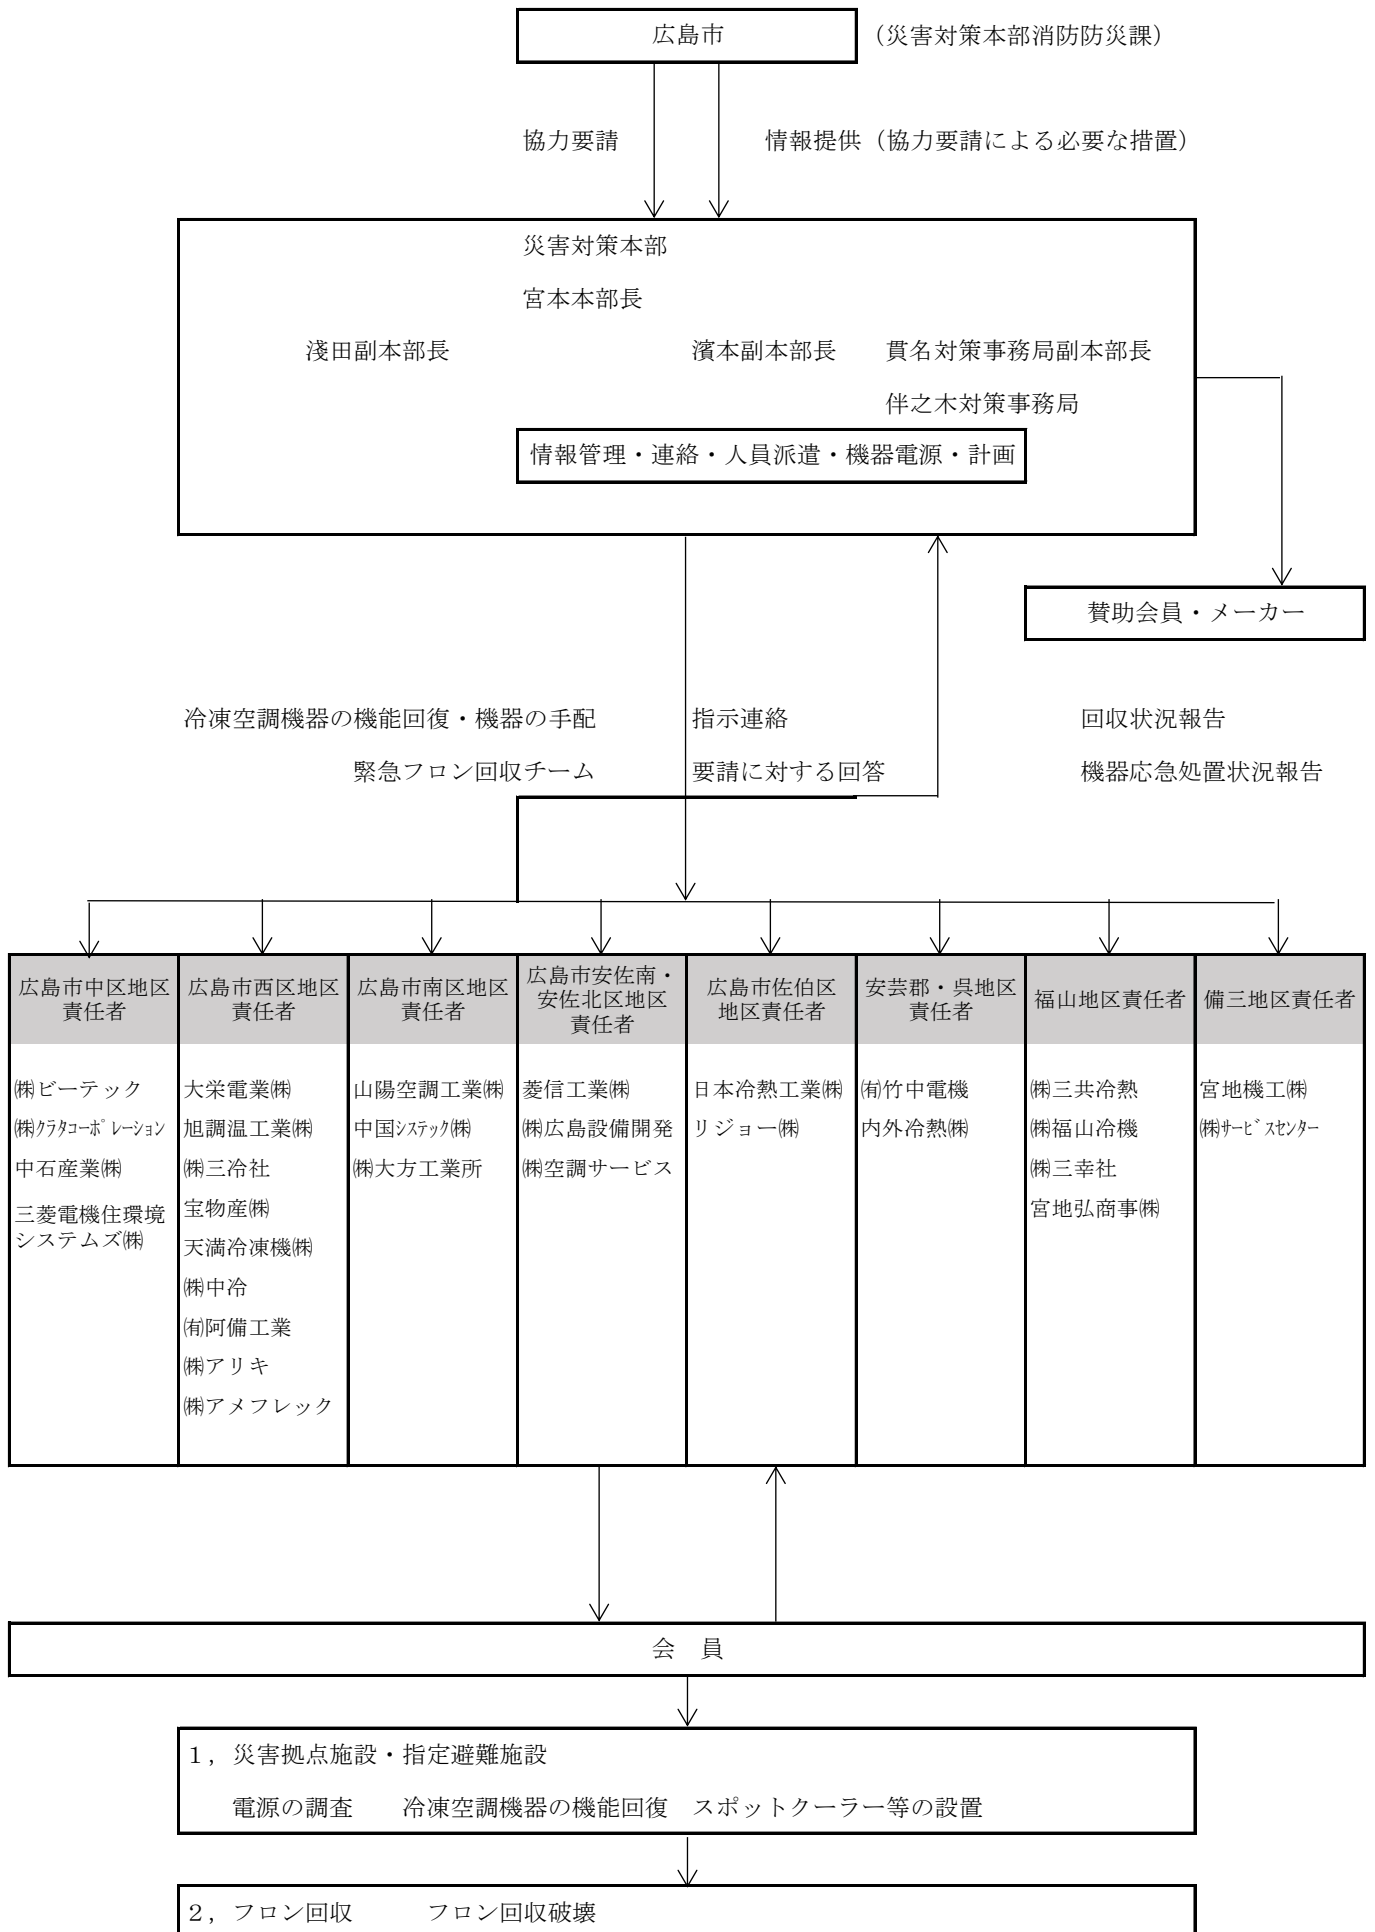 広島市 （災害対策本部消防防災課）
協力要請 情報提供（協力要請による必要な措置）
災害対策本部
宮本本部長
淺田副本部長 濱本副本部長 貫名対策事務局副本部長
伴之木対策事務局
情報管理・連絡・人員派遣・機器電源・計画
賛助会員・メーカー
冷凍空調機器の機能回復・機器の手配 指示連絡 回収状況報告
緊急フロン回収チーム 要請に対する回答 機器応急処置状況報告
広島市中区地区
責任者
㈱ビーテック
㈱ｸﾗﾀｺｰﾎﾟﾚｰｼｮﾝ
中石産業㈱
三菱電機住環境
システムズ㈱
広島市西区地区
責任者
大栄電業㈱
旭調温工業㈱
㈱三冷社
宝物産㈱
天満冷凍機㈱
㈱中冷
㈲阿備工業
㈱アリキ
㈱アメフレック
広島市南区地区
責任者
山陽空調工業㈱
中国ｼｽﾃｯｸ㈱
㈱大方工業所
広島市安佐南・
安佐北区地区
責任者
菱信工業㈱
㈱広島設備開発
㈱空調サービス
広島市佐伯区
地区責任者
日本冷熱工業㈱
リジョー㈱
安芸郡・呉地区
責任者
㈲竹中電機
内外冷熱㈱
福山地区責任者
㈱三共冷熱
㈱福山冷機
㈱三幸社
宮地弘商事㈱
備三地区責任者
宮地機工㈱
㈱ｻｰﾋﾞｽｾﾝﾀｰ
会　員
１，災害拠点施設・指定避難施設
電源の調査　冷凍空調機器の機能回復　スポットクーラー等の設置
２，フロン回収　フロン回収破壊